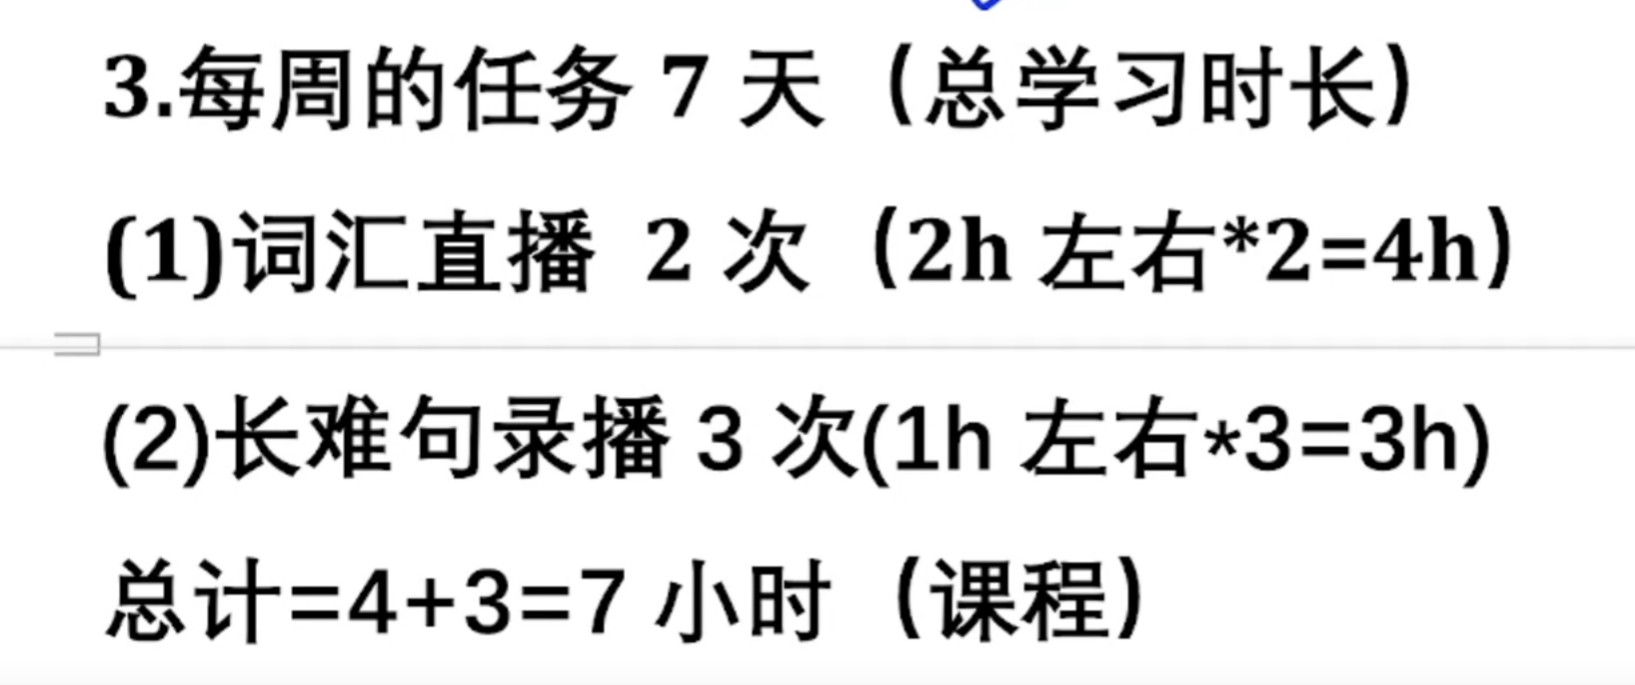 3.每周的任务 7 天（总学习时长）
(1)词汇直播 2 次（2h 左右*2=4h）
(2)长难句录播 3 次(1h 左右*3=3h)
总计=4+3=7 小时（课程）